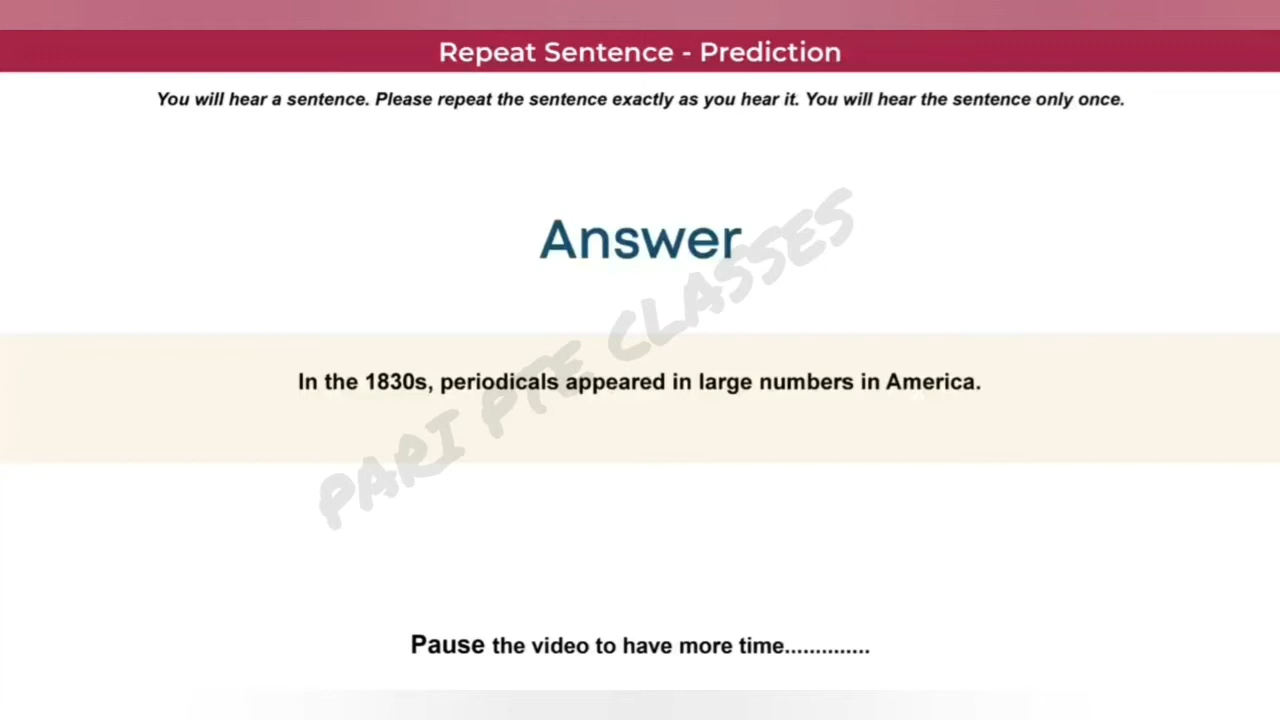 Repeat Sentence - Prediction
You will hear a sentence. Please repeat the sentence exactly as you hear it. You will hear the sentence only once.
Answer
In the 1830s, periodicals appeared in large numbers in America.
PARI PTE CLASSES
Pause the video to have more time..............